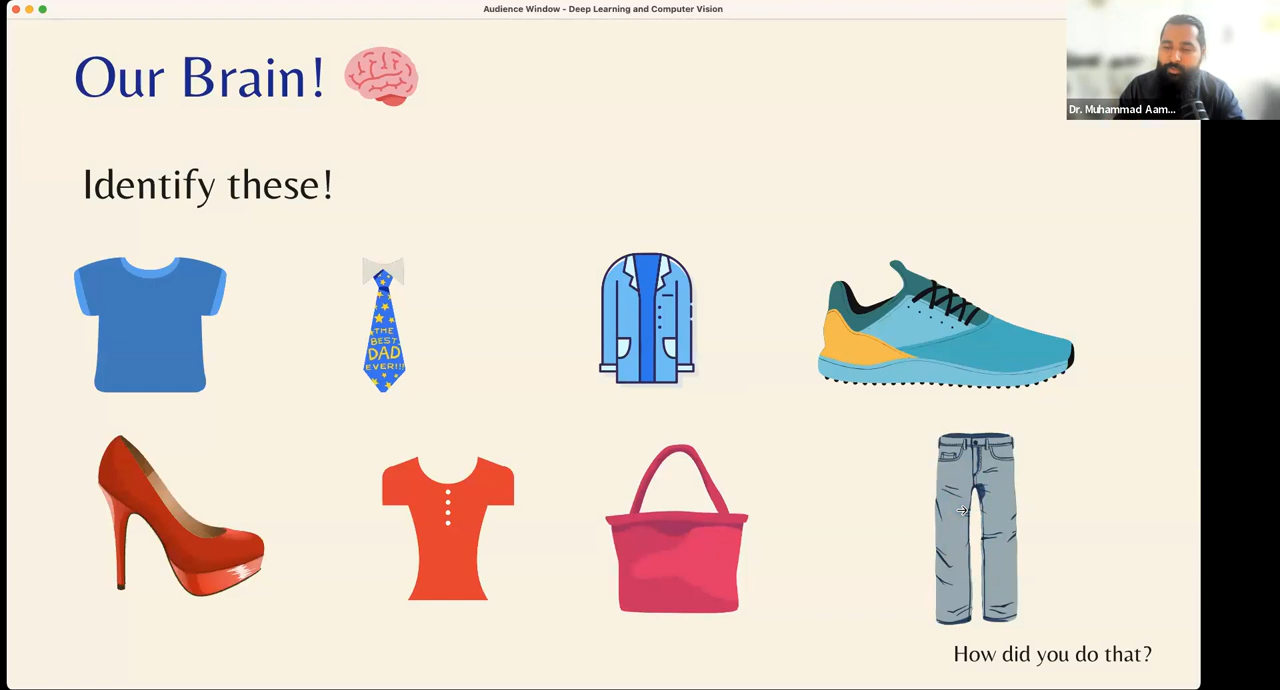 Audience Window - Deep Learning and Computer Vision
Our Brain!
Dr. Muhammad Aam...
Identify these!
THE
BEST
DAD
EVER!!!
How did you do that?